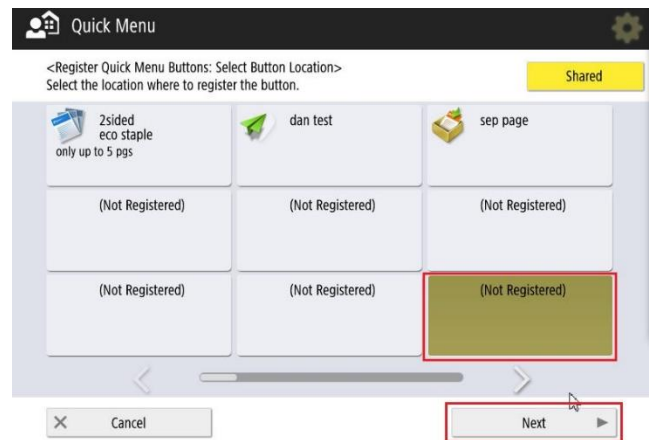 Quick Menu
<Register Quick Menu Buttons: Select Button Location>
Select the location where to register the button.
Shared
2sided
eco staple
only up to 5 pgs
dan test
sep page
(Not Registered)
(Not Registered)
(Not Registered)
(Not Registered)
(Not Registered)
(Not Registered)
Cancel
Next